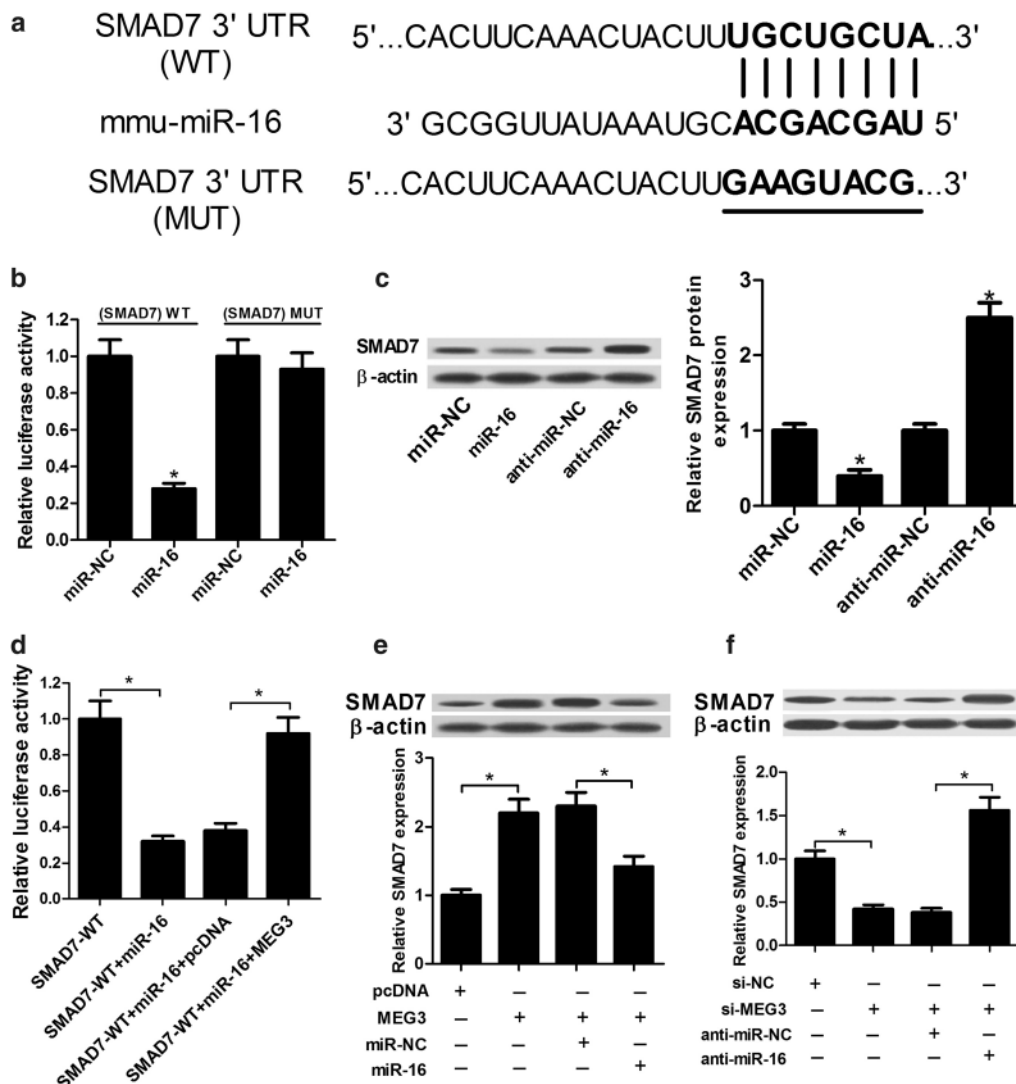 a
SMAD7 3' UTR
(WT)
5'...CACUUCAAACUACUUUGCUGCUA...3'
mmu-miR-16
3' GCGGUUAUAAAUGCACGACGAU 5'
SMAD7 3' UTR
(MUT)
5'...CACUUCAAACUACUUGAAGUACG...3'
b
(SMAD7) WT
(SMAD7) MUT
Relative luciferase activity
1.2
1.0
0.8
0.6
0.4
0.2
0.0
*
miR-NC
miR-16
miR-NC
miR-16
c
SMAD7
β-actin
miR-NC
miR-16
anti-miR-NC
anti-miR-16
Relative SMAD7 protein
expression
3
2
1
0
*
*
miR-NC
miR-16
anti-miR-NC
anti-miR-16
d
Relative luciferase activity
1.2
1.0
0.8
0.6
0.4
0.2
0.0
*
*
SMAD7-WT
SMAD7-WT+miR-16
SMAD7-WT+miR-16+pcDNA
SMAD7-WT+miR-16+MEG3
e
SMAD7
β-actin
Relative SMAD7 expression
3
2
1
0
*
*
pcDNA + − − −
MEG3 − + + +
miR-NC − − + −
miR-16 − − − +
f
SMAD7
β-actin
Relative SMAD7 expression
2.0
1.5
1.0
0.5
0.0
*
*
si-NC + − − −
si-MEG3 − + + +
anti-miR-NC − − + −
anti-miR-16 − − − +